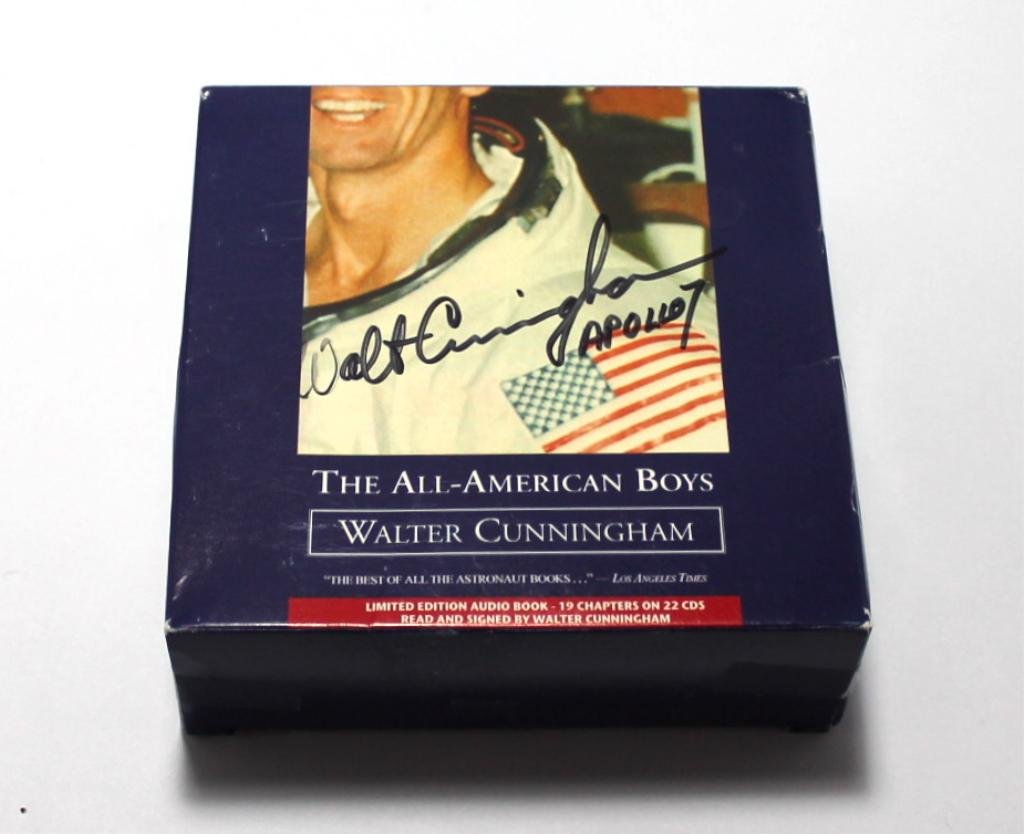 Walt Cunningham
APOLLO 7
THE ALL-AMERICAN BOYS
WALTER CUNNINGHAM
"THE BEST OF ALL THE ASTRONAUT BOOKS..." — LOS ANGELES TIMES
LIMITED EDITION AUDIO BOOK - 19 CHAPTERS ON 22 CDS
READ AND SIGNED BY WALTER CUNNINGHAM